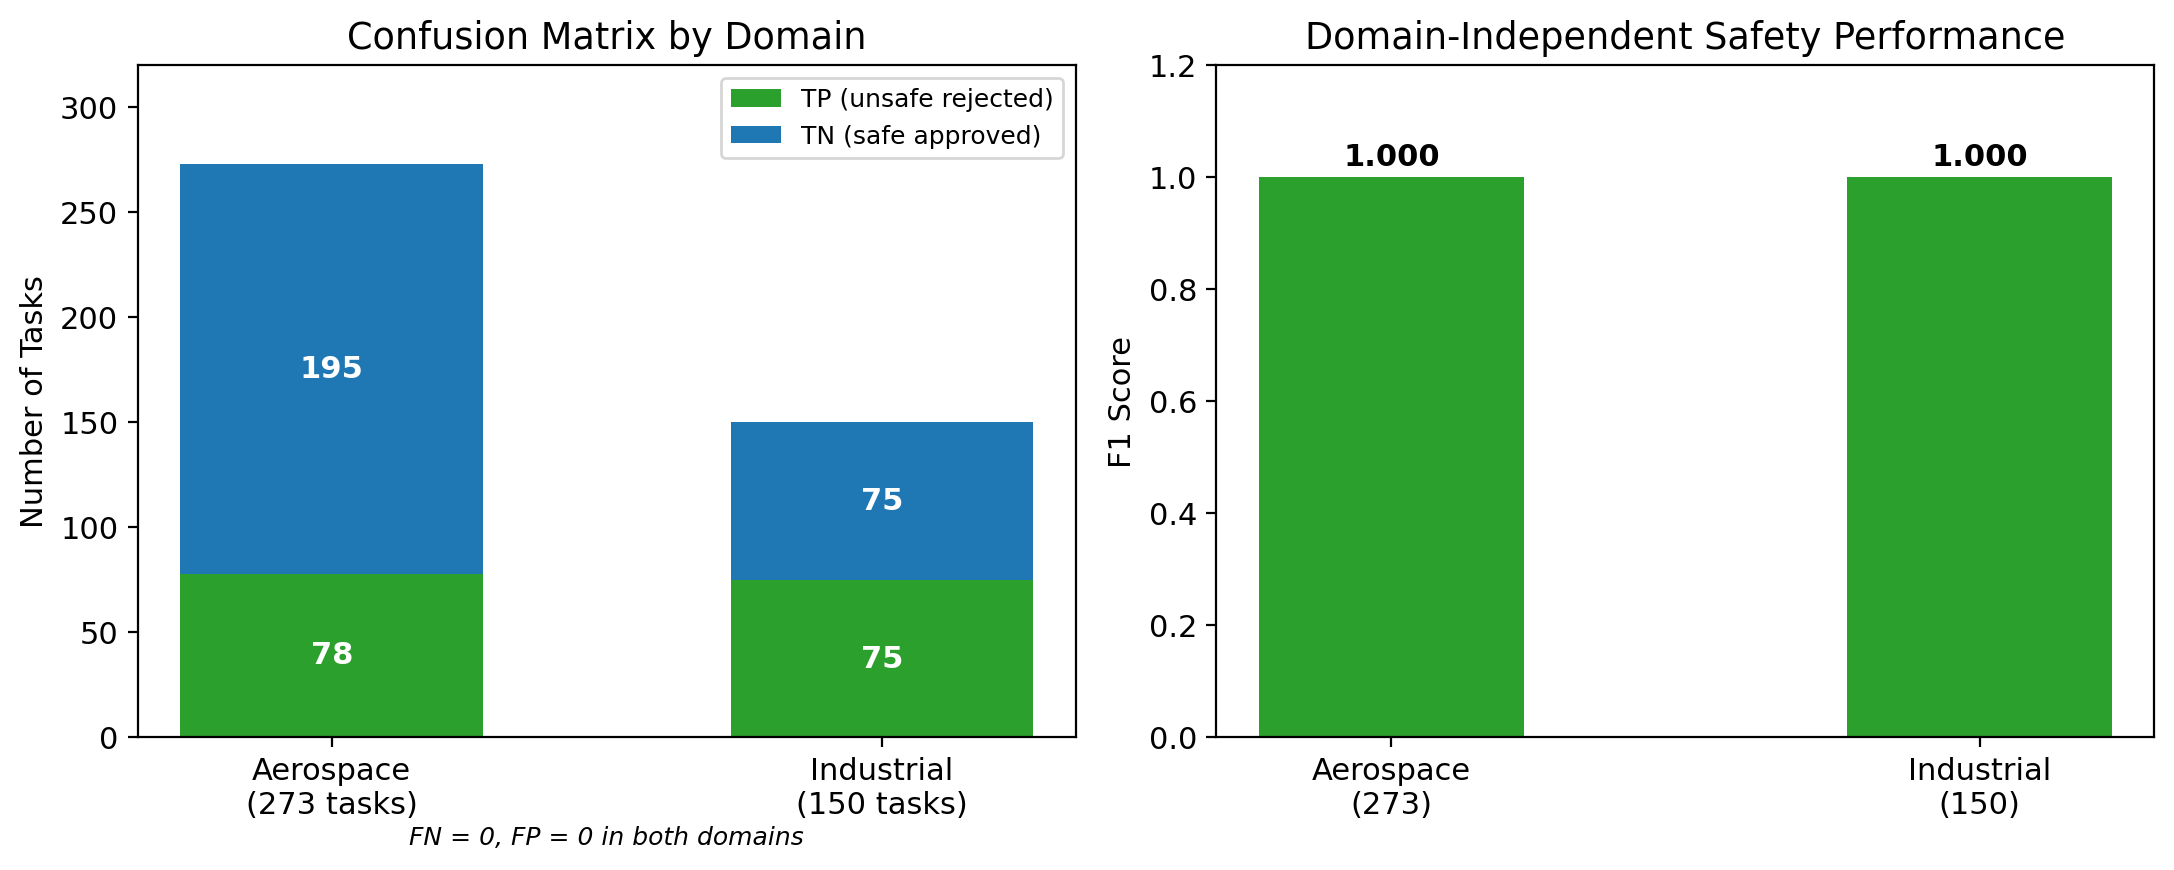 Confusion Matrix by Domain
Number of Tasks
300
250
200
150
100
50
0
TP (unsafe rejected)
TN (safe approved)
195
78
75
75
Aerospace
(273 tasks)
Industrial
(150 tasks)
FN = 0, FP = 0 in both domains
Domain-Independent Safety Performance
F1 Score
1.2
1.0
0.8
0.6
0.4
0.2
0.0
1.000
1.000
Aerospace
(273)
Industrial
(150)